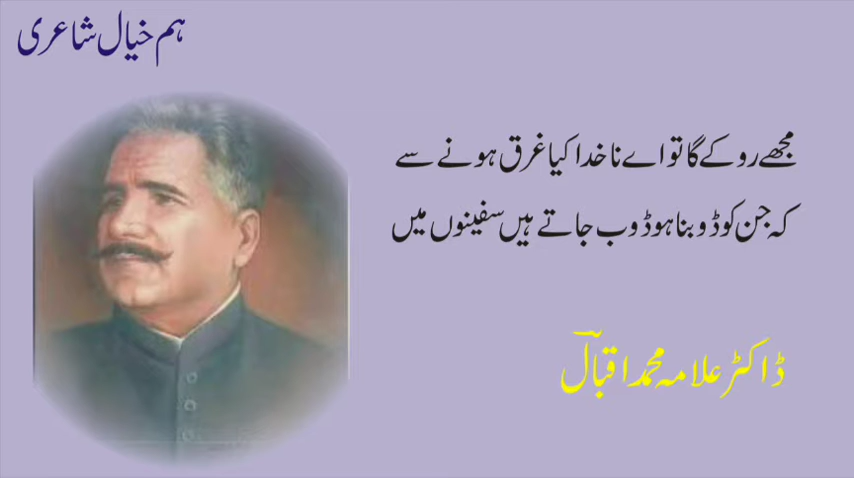 ہم خیال شاعری
مجھے روکے گا تو اے ناخدا کیا غرق ہونے سے
کہ جن کو ڈوبنا ہو ڈوب جاتے ہیں سفینوں میں
ڈاکٹر علامہ محمد اقبالؔ